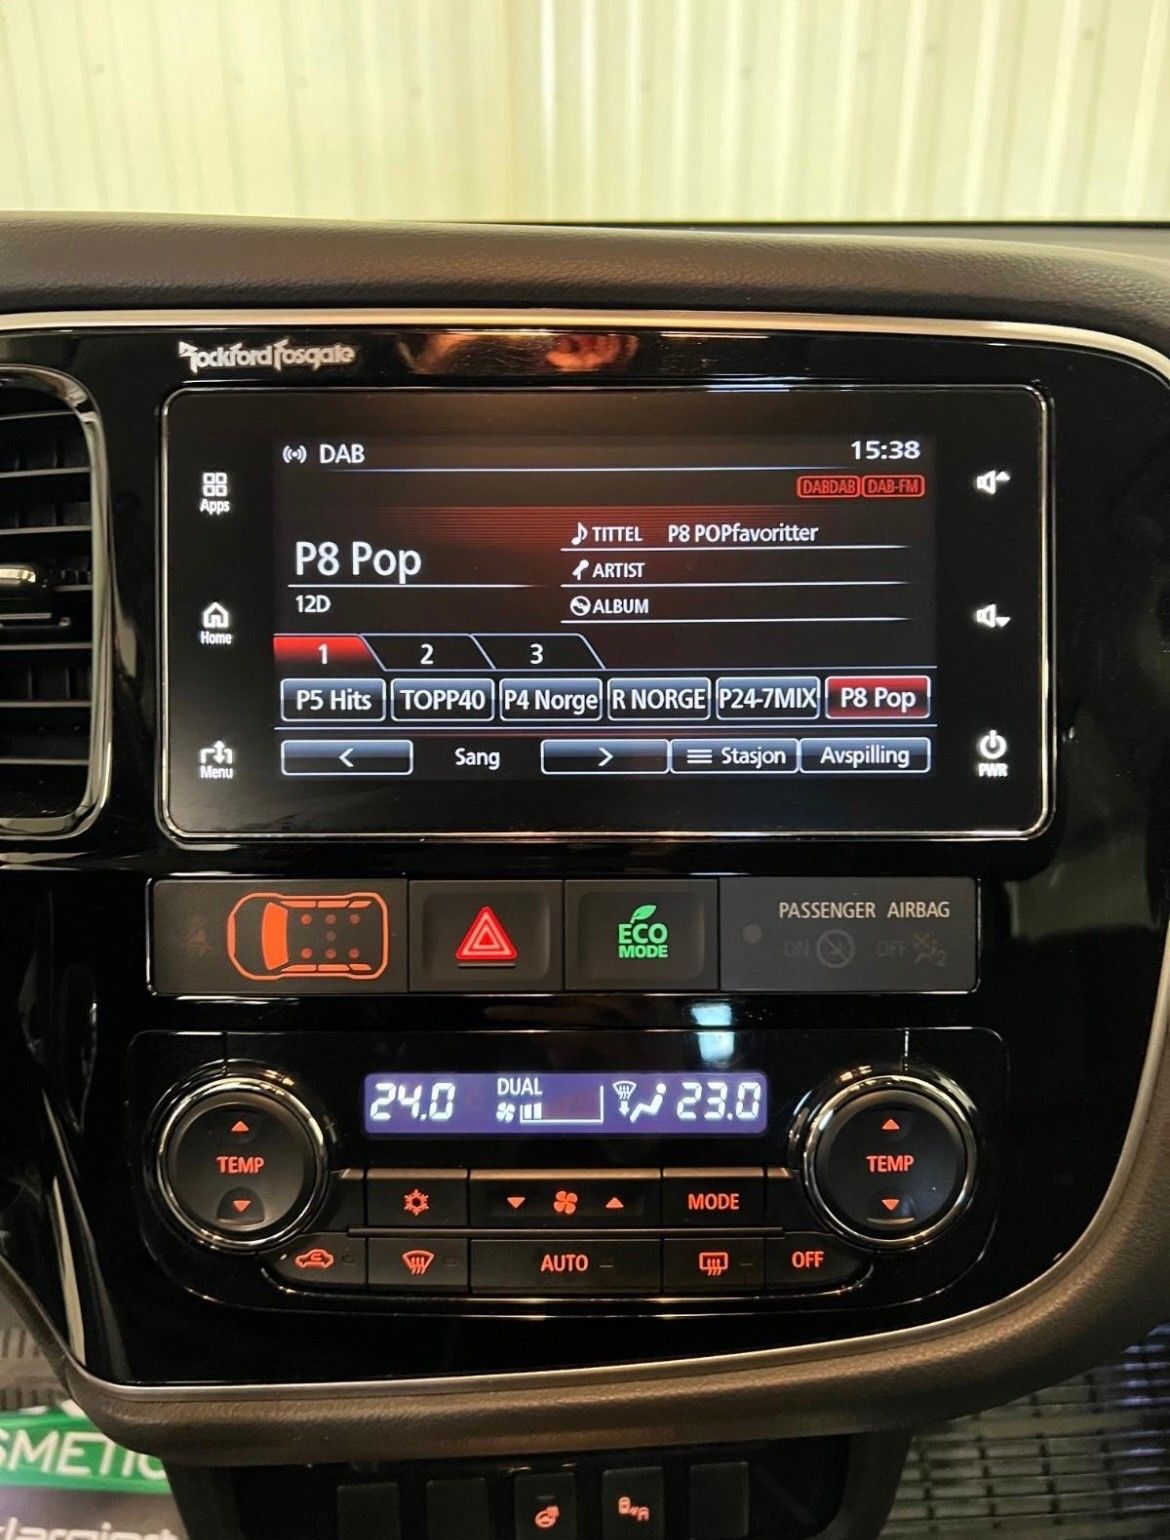 Rockford Fosgate
DAB 15:38
Apps
DABDAB DAB-FM
P8 Pop
TITTEL P8 POPfavoritter
ARTIST
12D
ALBUM
Home
1 2 3
P5 Hits TOPP40 P4 Norge R NORGE P24-7MIX P8 Pop
< Sang > Stasjon Avspilling
Menu
PWR
ECO
MODE
PASSENGER AIRBAG
ON OFF 2
24.0 DUAL 23.0
TEMP
TEMP
MODE
AUTO
OFF
SMETIC